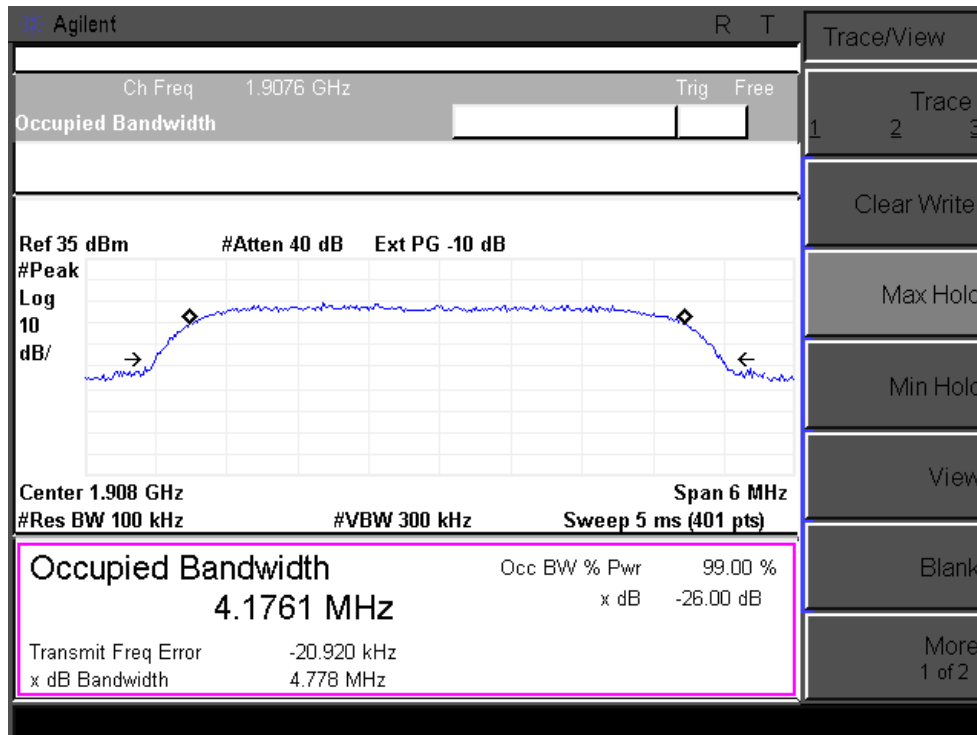 Agilent R T
Trace/View
Ch Freq 1.9076 GHz Trig Free
Occupied Bandwidth
Trace
1 2 3
Clear Write
Max Hold
Min Hold
View
Blank
More
1 of 2
Ref 35 dBm #Atten 40 dB Ext PG -10 dB
#Peak
Log
10
dB/
Center 1.908 GHz Span 6 MHz
#Res BW 100 kHz #VBW 300 kHz Sweep 5 ms (401 pts)
Occupied Bandwidth
4.1761 MHz
Occ BW % Pwr 99.00 %
x dB -26.00 dB
Transmit Freq Error -20.920 kHz
x dB Bandwidth 4.778 MHz